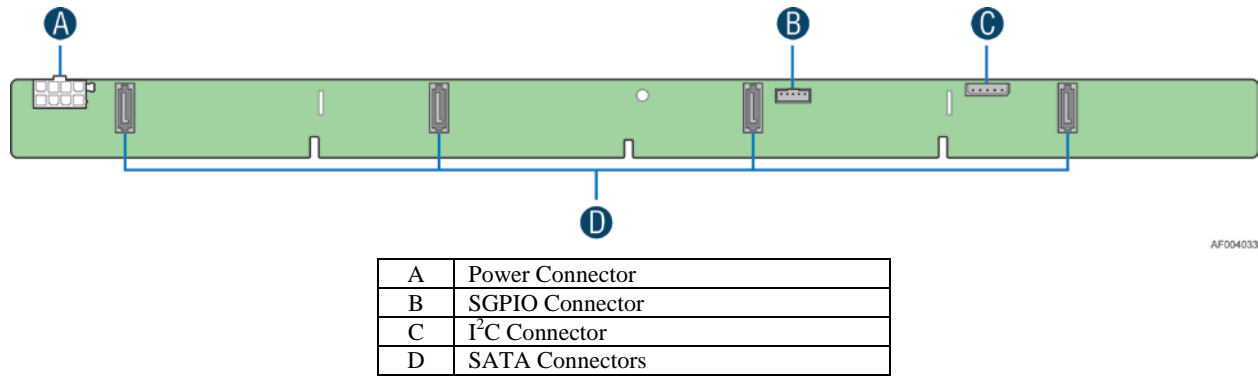 A B C
D
AF004033
A Power Connector
B SGPIO Connector
C I²C Connector
D SATA Connectors